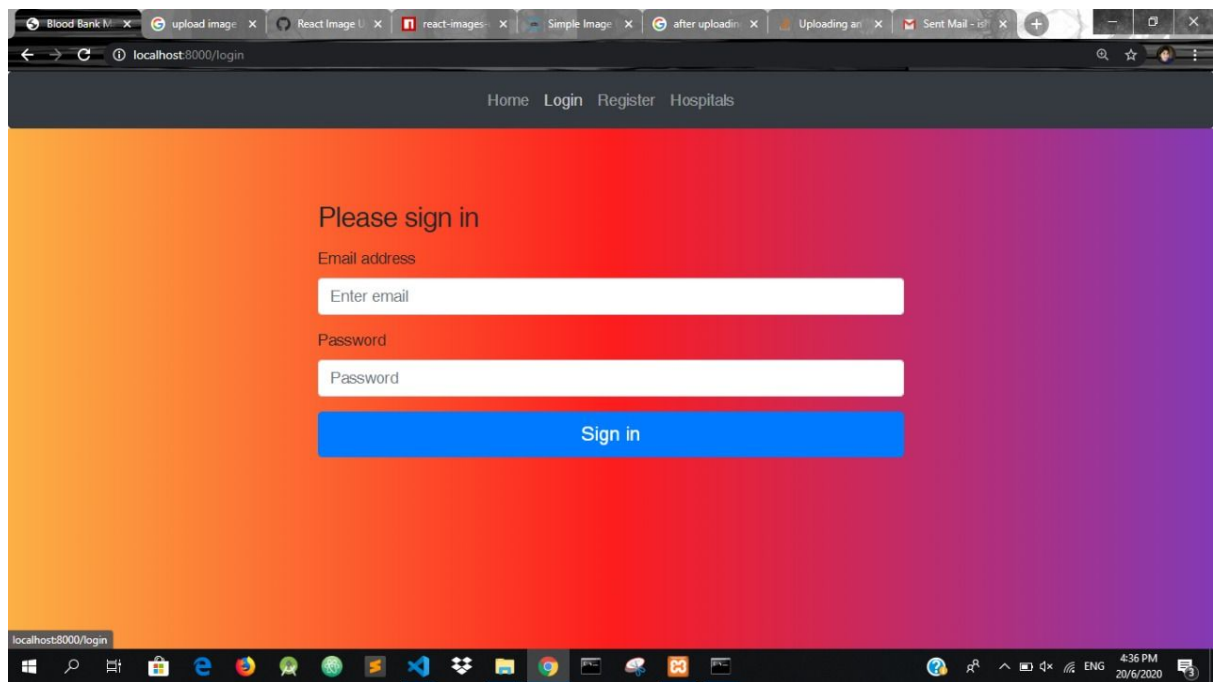 Blood Bank M
upload image
React Image U
react-images-
Simple Image
after uploadin
Uploading an
Sent Mail - is
localhost:8000/login
Home Login Register Hospitals
Please sign in
Email address
Enter email
Password
Password
Sign in
localhost:8000/login
ENG
4:36 PM
20/6/2020
3